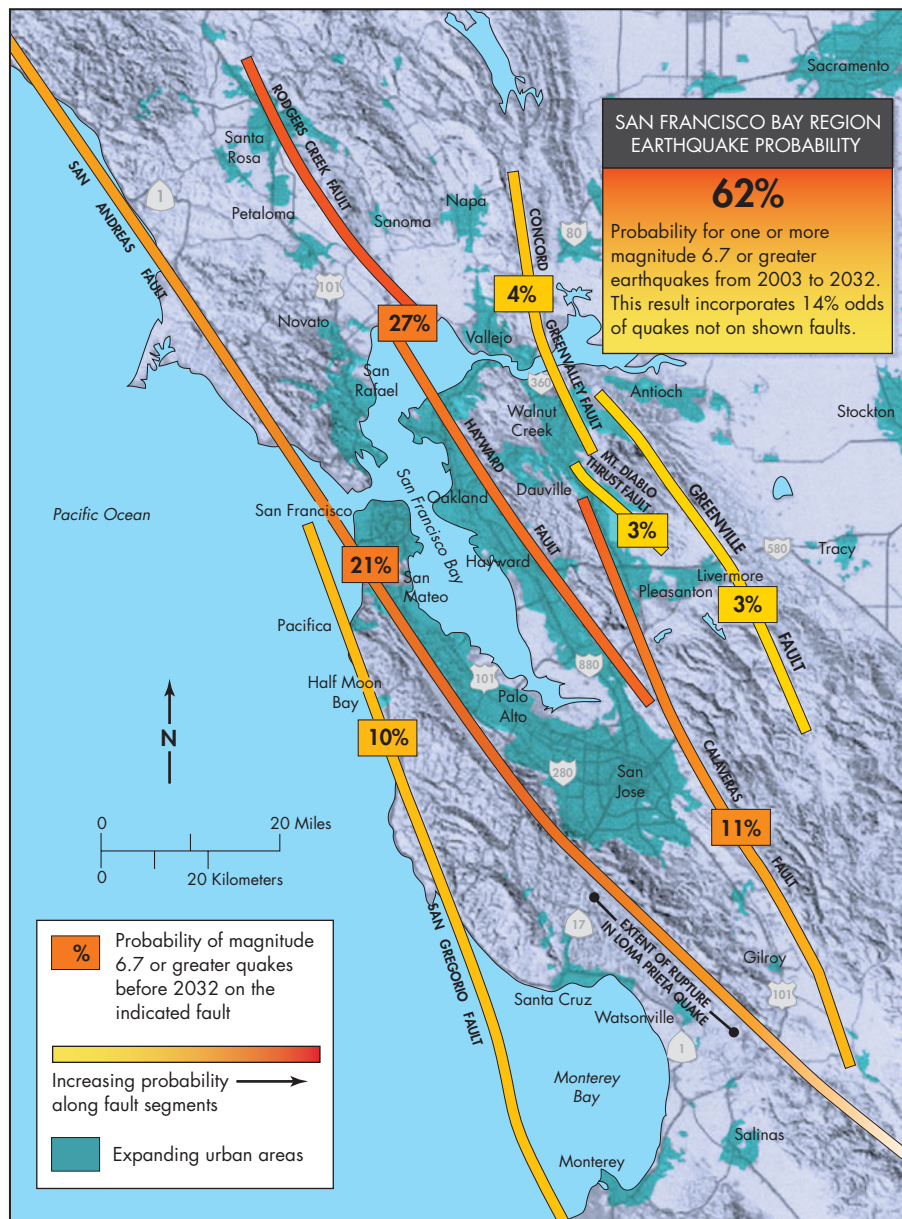 Sacramento
SAN FRANCISCO BAY REGION
EARTHQUAKE PROBABILITY
62%
Probability for one or more
magnitude 6.7 or greater
earthquakes from 2003 to 2032.
This result incorporates 14% odds
of quakes not on shown faults.
RODGERS CREEK FAULT
Santa
Rosa
SAN ANDREAS FAULT
1
Petaloma
Sanoma
Napa
CONCORD
80
101
4%
Novato
27%
Vallejo
GREENVALLEY FAULT
San
Rafael
360
Antioch
Walnut
Creek
Stockton
HAYWARD
FAULT
MT. DIABLO
THRUST FAULT
Dauville
Oakland
San Francisco Bay
GREENVILLE
FAULT
Pacific Ocean
San Francisco
3%
580
Tracy
21%
Hayward
San
Mateo
Livermore
Pleasanton
3%
Pacifica
880
101
Half Moon
Bay
Palo
Alto
N
10%
280
San
Jose
CALAVERAS
FAULT
11%
0
20 Miles
0
20 Kilometers
SAN GREGORIO FAULT
17
EXTENT OF RUPTURE
IN LOMA PRIETA QUAKE
Gilroy
101
Santa Cruz
Watsonville
1
Monterey
Bay
Salinas
Monterey
%
Probability of magnitude
6.7 or greater quakes
before 2032 on the
indicated fault
Increasing probability
along fault segments
Expanding urban areas